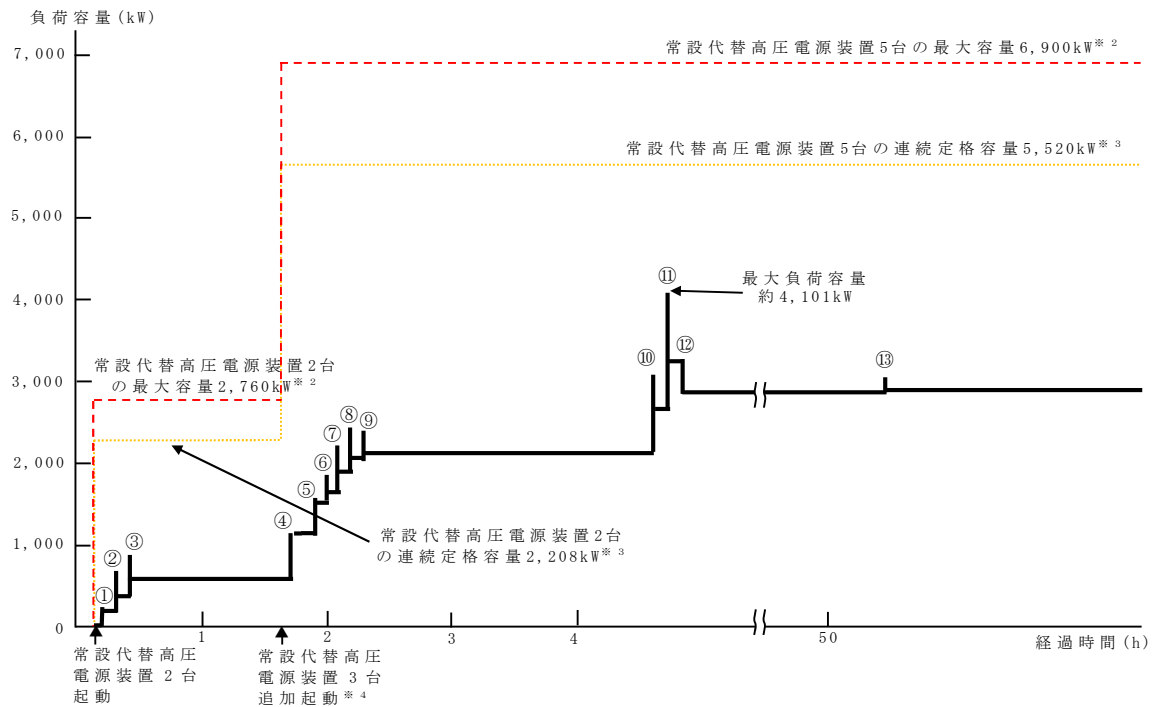 負荷容量(kW)
7,000
常設代替高圧電源装置5台の最大容量6,900kW※2
6,000
常設代替高圧電源装置5台の連続定格容量5,520kW※3
5,000
⑪
最大負荷容量
約4,101kW
4,000
⑩
⑫
⑬
常設代替高圧電源装置2台
の最大容量2,760kW※2
3,000
⑦
⑧
⑨
⑥
2,000
⑤
④
常設代替高圧電源装置2台
の連続定格容量2,208kW※3
1,000
③
②
①
0
1
2
3
4
50
経過時間(h)
常設代替高圧
電源装置2台
起動
常設代替高圧
電源装置3台
追加起動※4